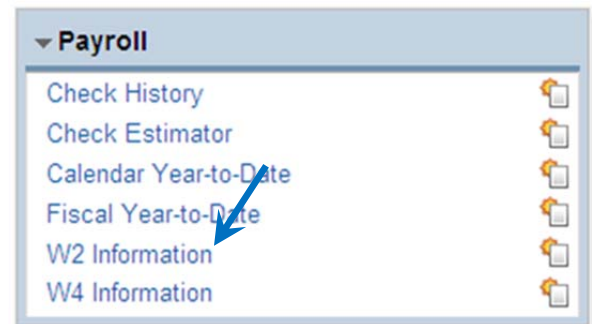 Payroll
Check History
Check Estimator
Calendar Year-to-Date
Fiscal Year-to-Date
W2 Information
W4 Information